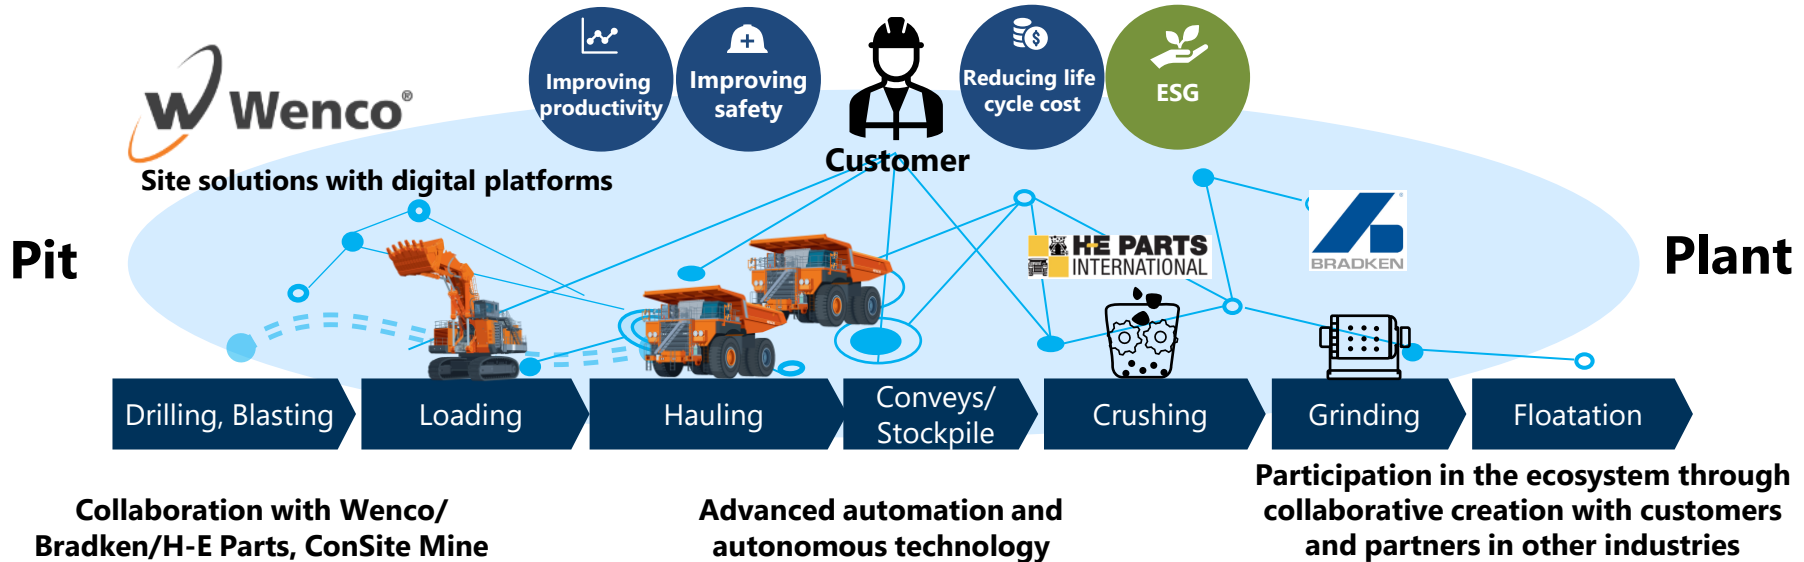 Improving
productivity
Improving
safety
Reducing life
cycle cost
ESG
W Wenco®
Customer
Site solutions with digital platforms
Pit
Plant
H-E PARTS
INTERNATIONAL
BRADKEN
Drilling, Blasting
Loading
Hauling
Conveys/
Stockpile
Crushing
Grinding
Floatation
Collaboration with Wenco/
Bradken/H-E Parts, ConSite Mine
Advanced automation and
autonomous technology
Participation in the ecosystem through
collaborative creation with customers
and partners in other industries